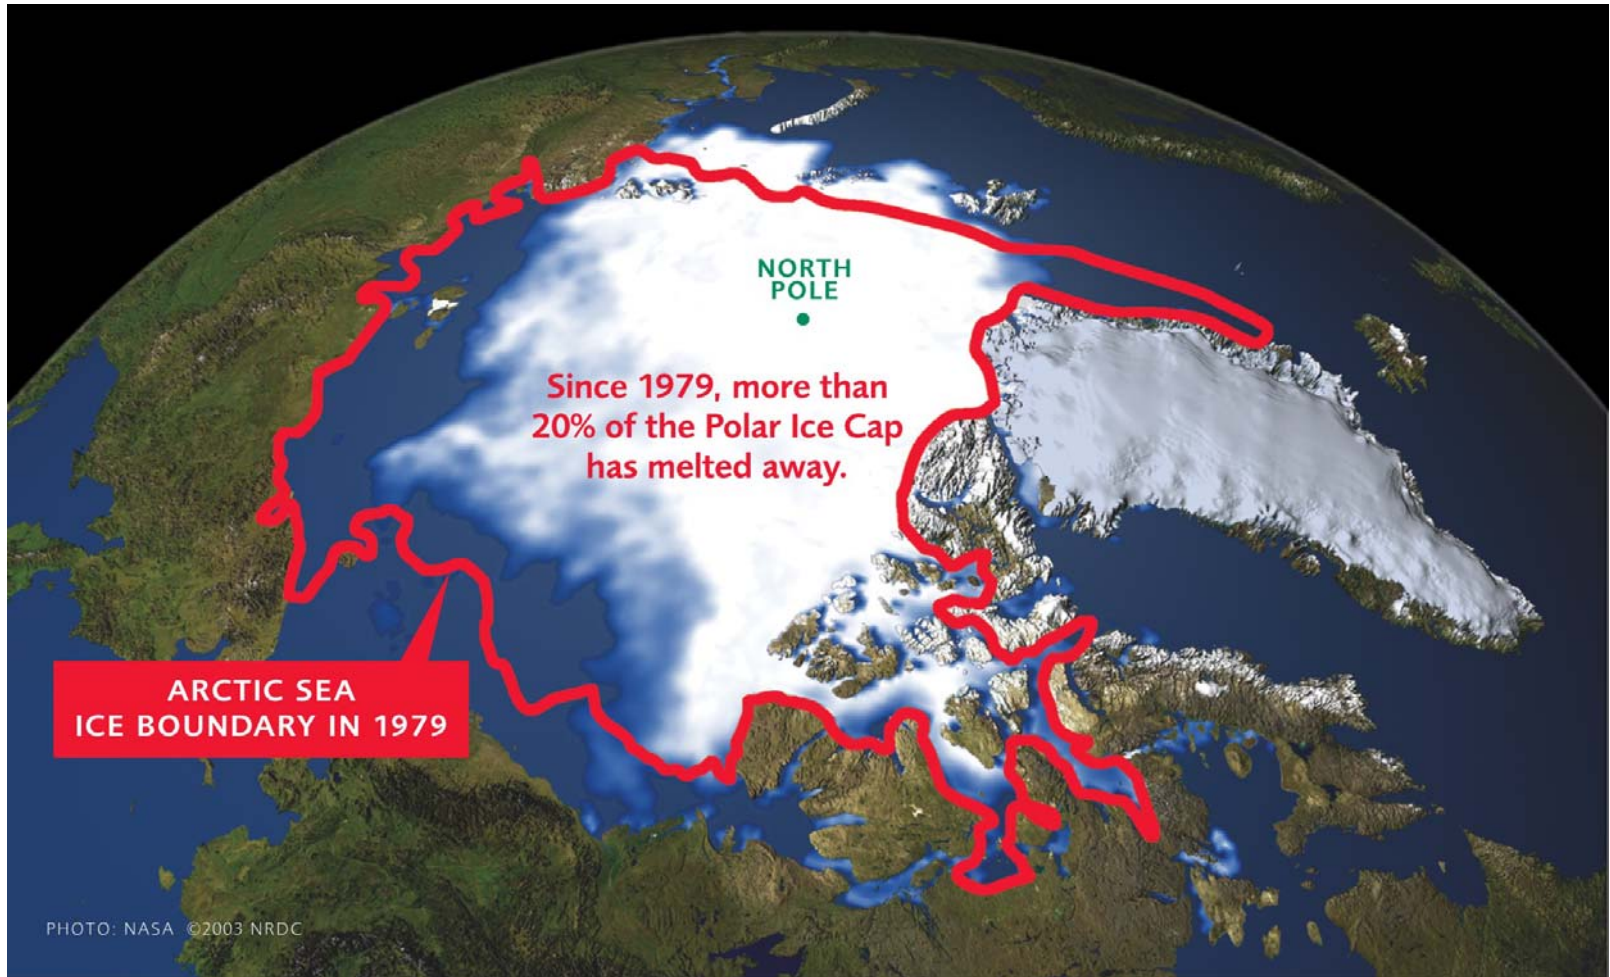 NORTH
POLE
Since 1979, more than
20% of the Polar Ice Cap
has melted away.
ARCTIC SEA
ICE BOUNDARY IN 1979
PHOTO: NASA ©2003 NRDC